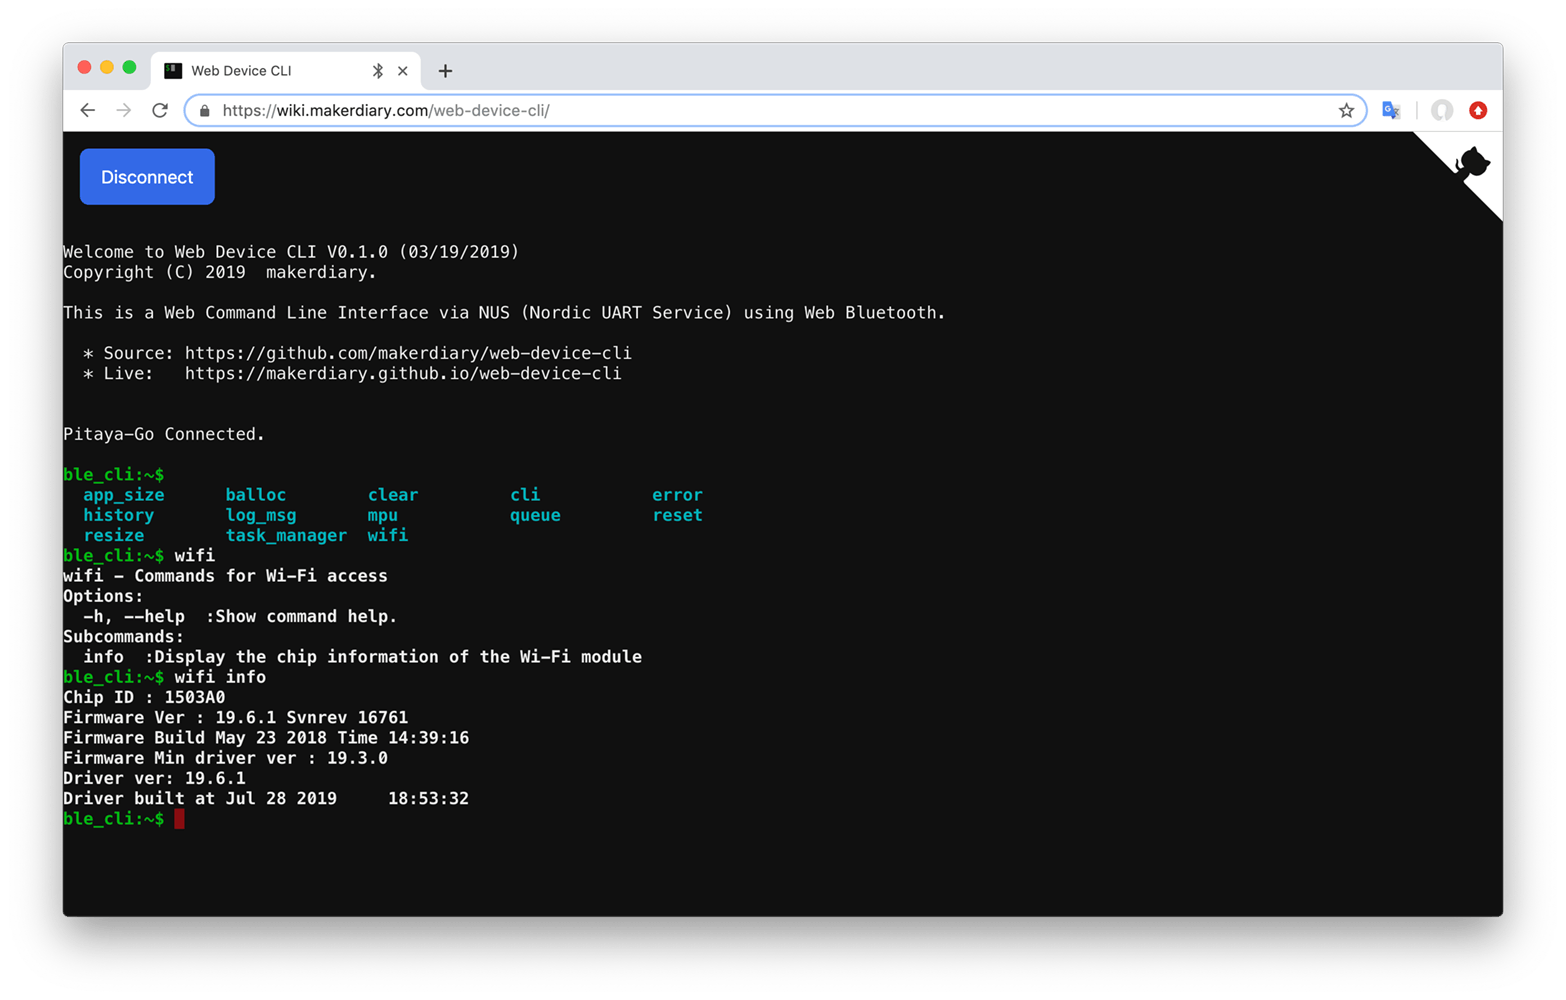 Web Device CLI
https://wiki.makerdiary.com/web-device-cli/
Disconnect
Welcome to Web Device CLI V0.1.0 (03/19/2019)
Copyright (C) 2019  makerdiary.
This is a Web Command Line Interface via NUS (Nordic UART Service) using Web Bluetooth.
* Source: https://github.com/makerdiary/web-device-cli
* Live:   https://makerdiary.github.io/web-device-cli
Pitaya-Go Connected.
ble_cli:~$
app_size      balloc        clear         cli           error
history       log_msg       mpu           queue         reset
resize        task_manager  wifi
ble_cli:~$ wifi
wifi - Commands for Wi-Fi access
Options:
-h, --help  :Show command help.
Subcommands:
info  :Display the chip information of the Wi-Fi module
ble_cli:~$ wifi info
Chip ID : 1503A0
Firmware Ver : 19.6.1 Svnrev 16761
Firmware Build May 23 2018 Time 14:39:16
Firmware Min driver ver : 19.3.0
Driver ver: 19.6.1
Driver built at Jul 28 2019     18:53:32
ble_cli:~$